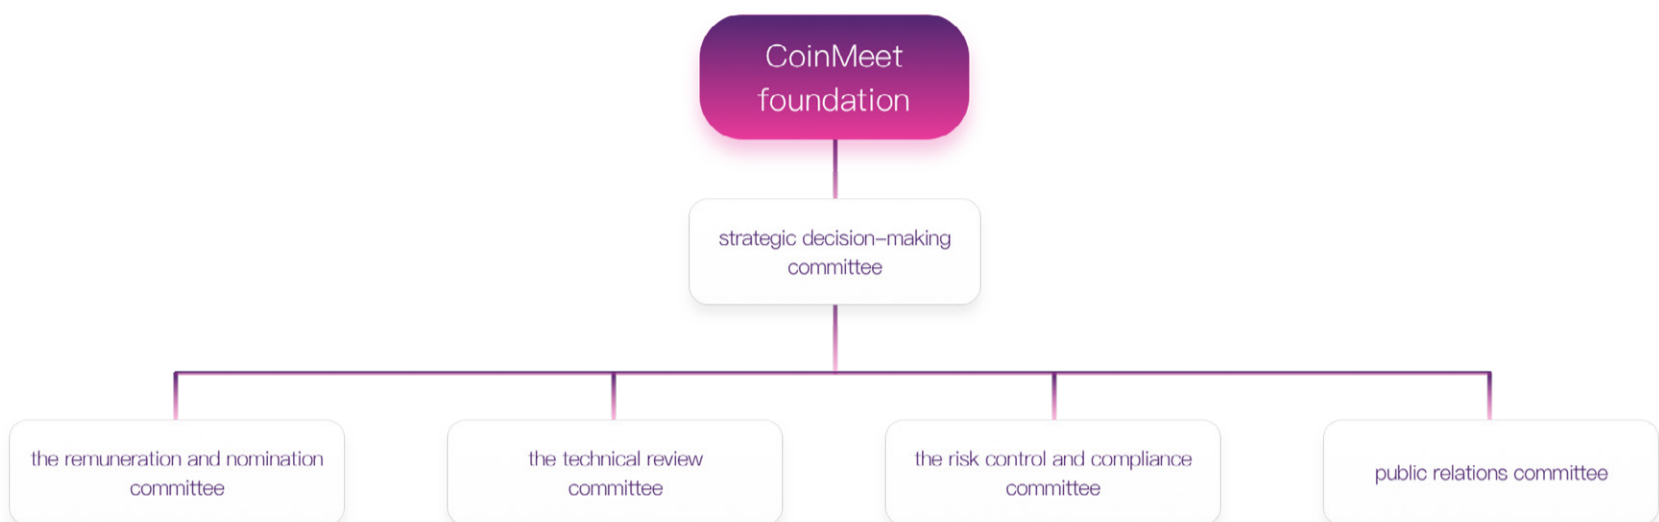 CoinMeet
foundation
strategic decision-making
committee
the remuneration and nomination
committee
the technical review
committee
the risk control and compliance
committee
public relations committee